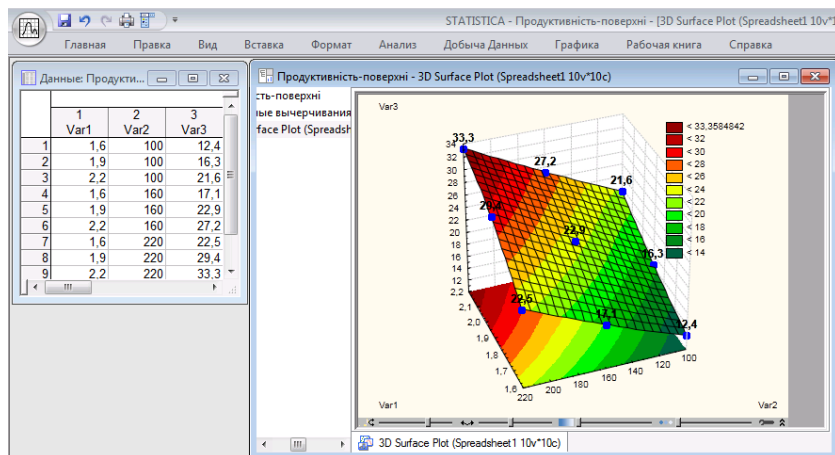 STATISTICA - Продуктивність-поверхні - [3D Surface Plot (Spreadsheet1 10v*1
Главная Правка Вид Вставка Формат Анализ Добыча Данных Графика Рабочая книга Справка
Данные: Продукти...
1 2 3
Var1 Var2 Var3
1 1,6 100 12,4
2 1,9 100 16,3
3 2,2 100 21,6
4 1,6 160 17,1
5 1,9 160 22,9
6 2,2 160 27,2
7 1,6 220 22,5
8 1,9 220 29,4
9 2,2 220 33,3
Продуктивність-поверхні - 3D Surface Plot (Spreadsheet1 10v*10c)
сть-поверхні
ные вычерчивания
rface Plot (Spreadsh
Var3
33,3
27,2
21,6
29,4
22,9
16,3
22,5
17,1
12,4
34
32
30
28
26
24
22
20
18
16
14
12
2,2
2,1
2,0
1,9
1,8
1,7
1,6
220 200 180 160 140 120 100
< 33,3584842
< 32
< 30
< 28
< 26
< 24
< 22
< 20
< 18
< 16
< 14
Var1
Var2
3D Surface Plot (Spreadsheet1 10v*10c)